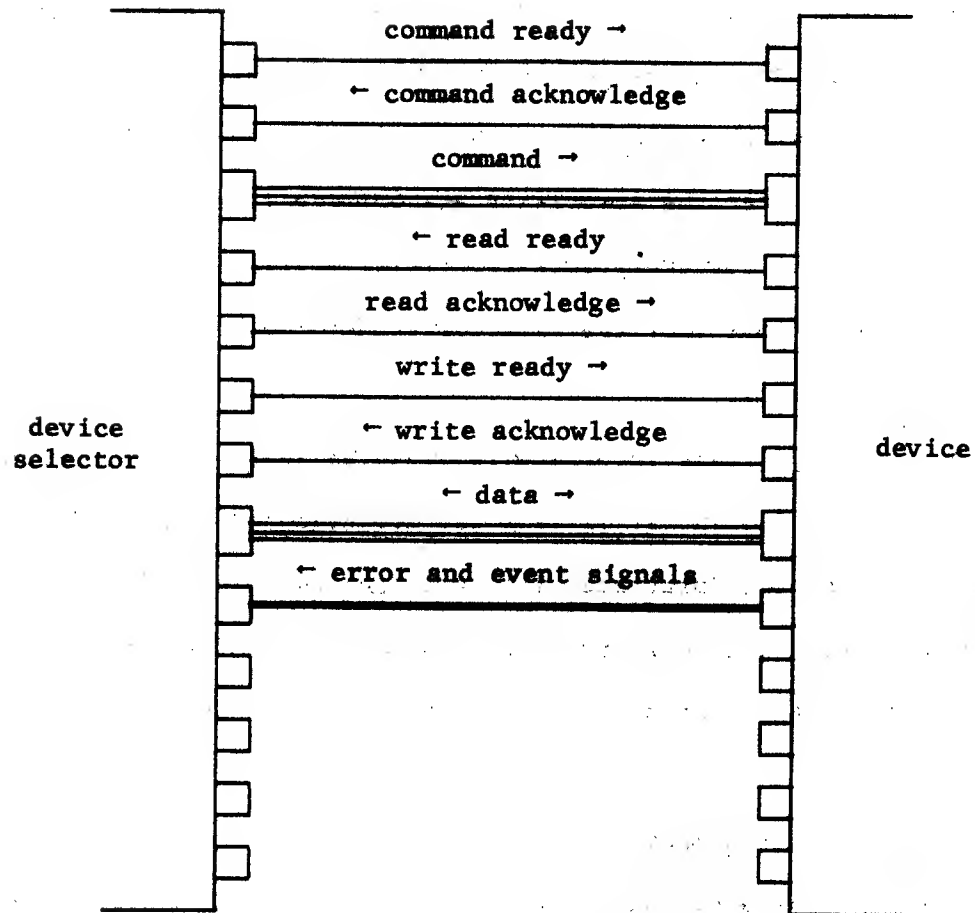 command ready →
← command acknowledge
command →
← read ready
read acknowledge →
write ready →
← write acknowledge
device
selector
device
← data →
← error and event signals